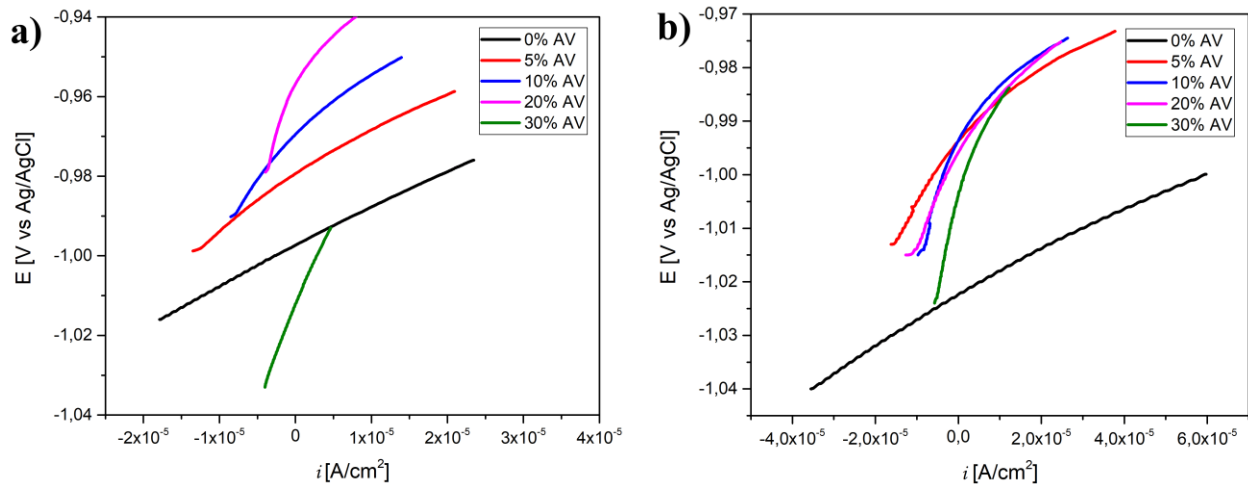 a)
E [V vs Ag/AgCl]
-0,94
-0,96
-0,98
-1,00
-1,02
-1,04
0% AV
5% AV
10% AV
20% AV
30% AV
-2x10⁻⁵ -1x10⁻⁵ 0 1x10⁻⁵ 2x10⁻⁵ 3x10⁻⁵ 4x10⁻⁵
i [A/cm²]
b)
E [V vs Ag/AgCl]
-0,97
-0,98
-0,99
-1,00
-1,01
-1,02
-1,03
-1,04
0% AV
5% AV
10% AV
20% AV
30% AV
-4,0x10⁻⁵ -2,0x10⁻⁵ 0,0 2,0x10⁻⁵ 4,0x10⁻⁵ 6,0x10⁻⁵
i [A/cm²]